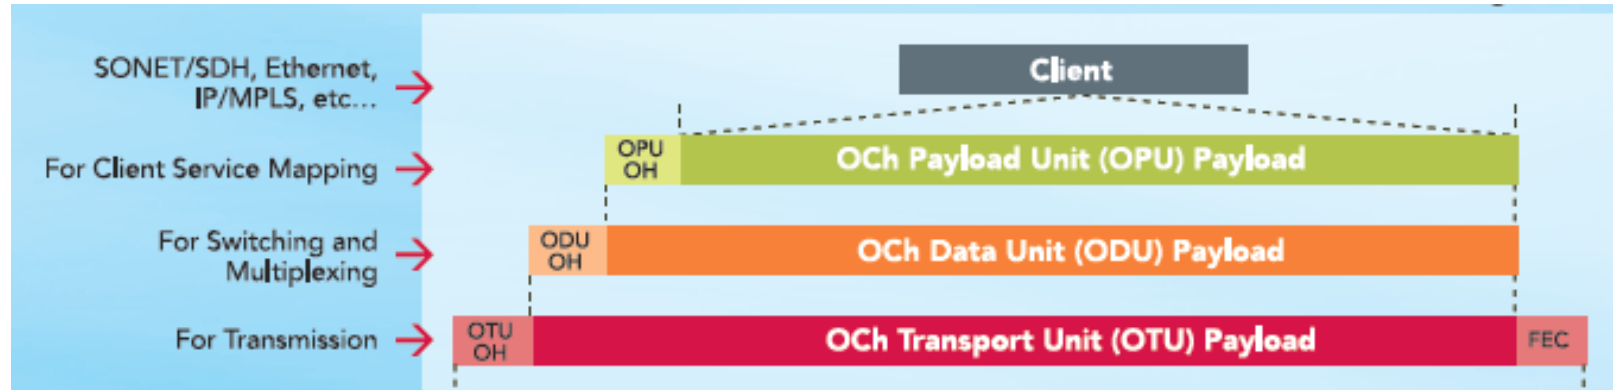 SONET/SDH, Ethernet,
IP/MPLS, etc...
Client
For Client Service Mapping
OPU
OH
OCh Payload Unit (OPU) Payload
For Switching and
Multiplexing
ODU
OH
OCh Data Unit (ODU) Payload
For Transmission
OTU
OH
OCh Transport Unit (OTU) Payload
FEC